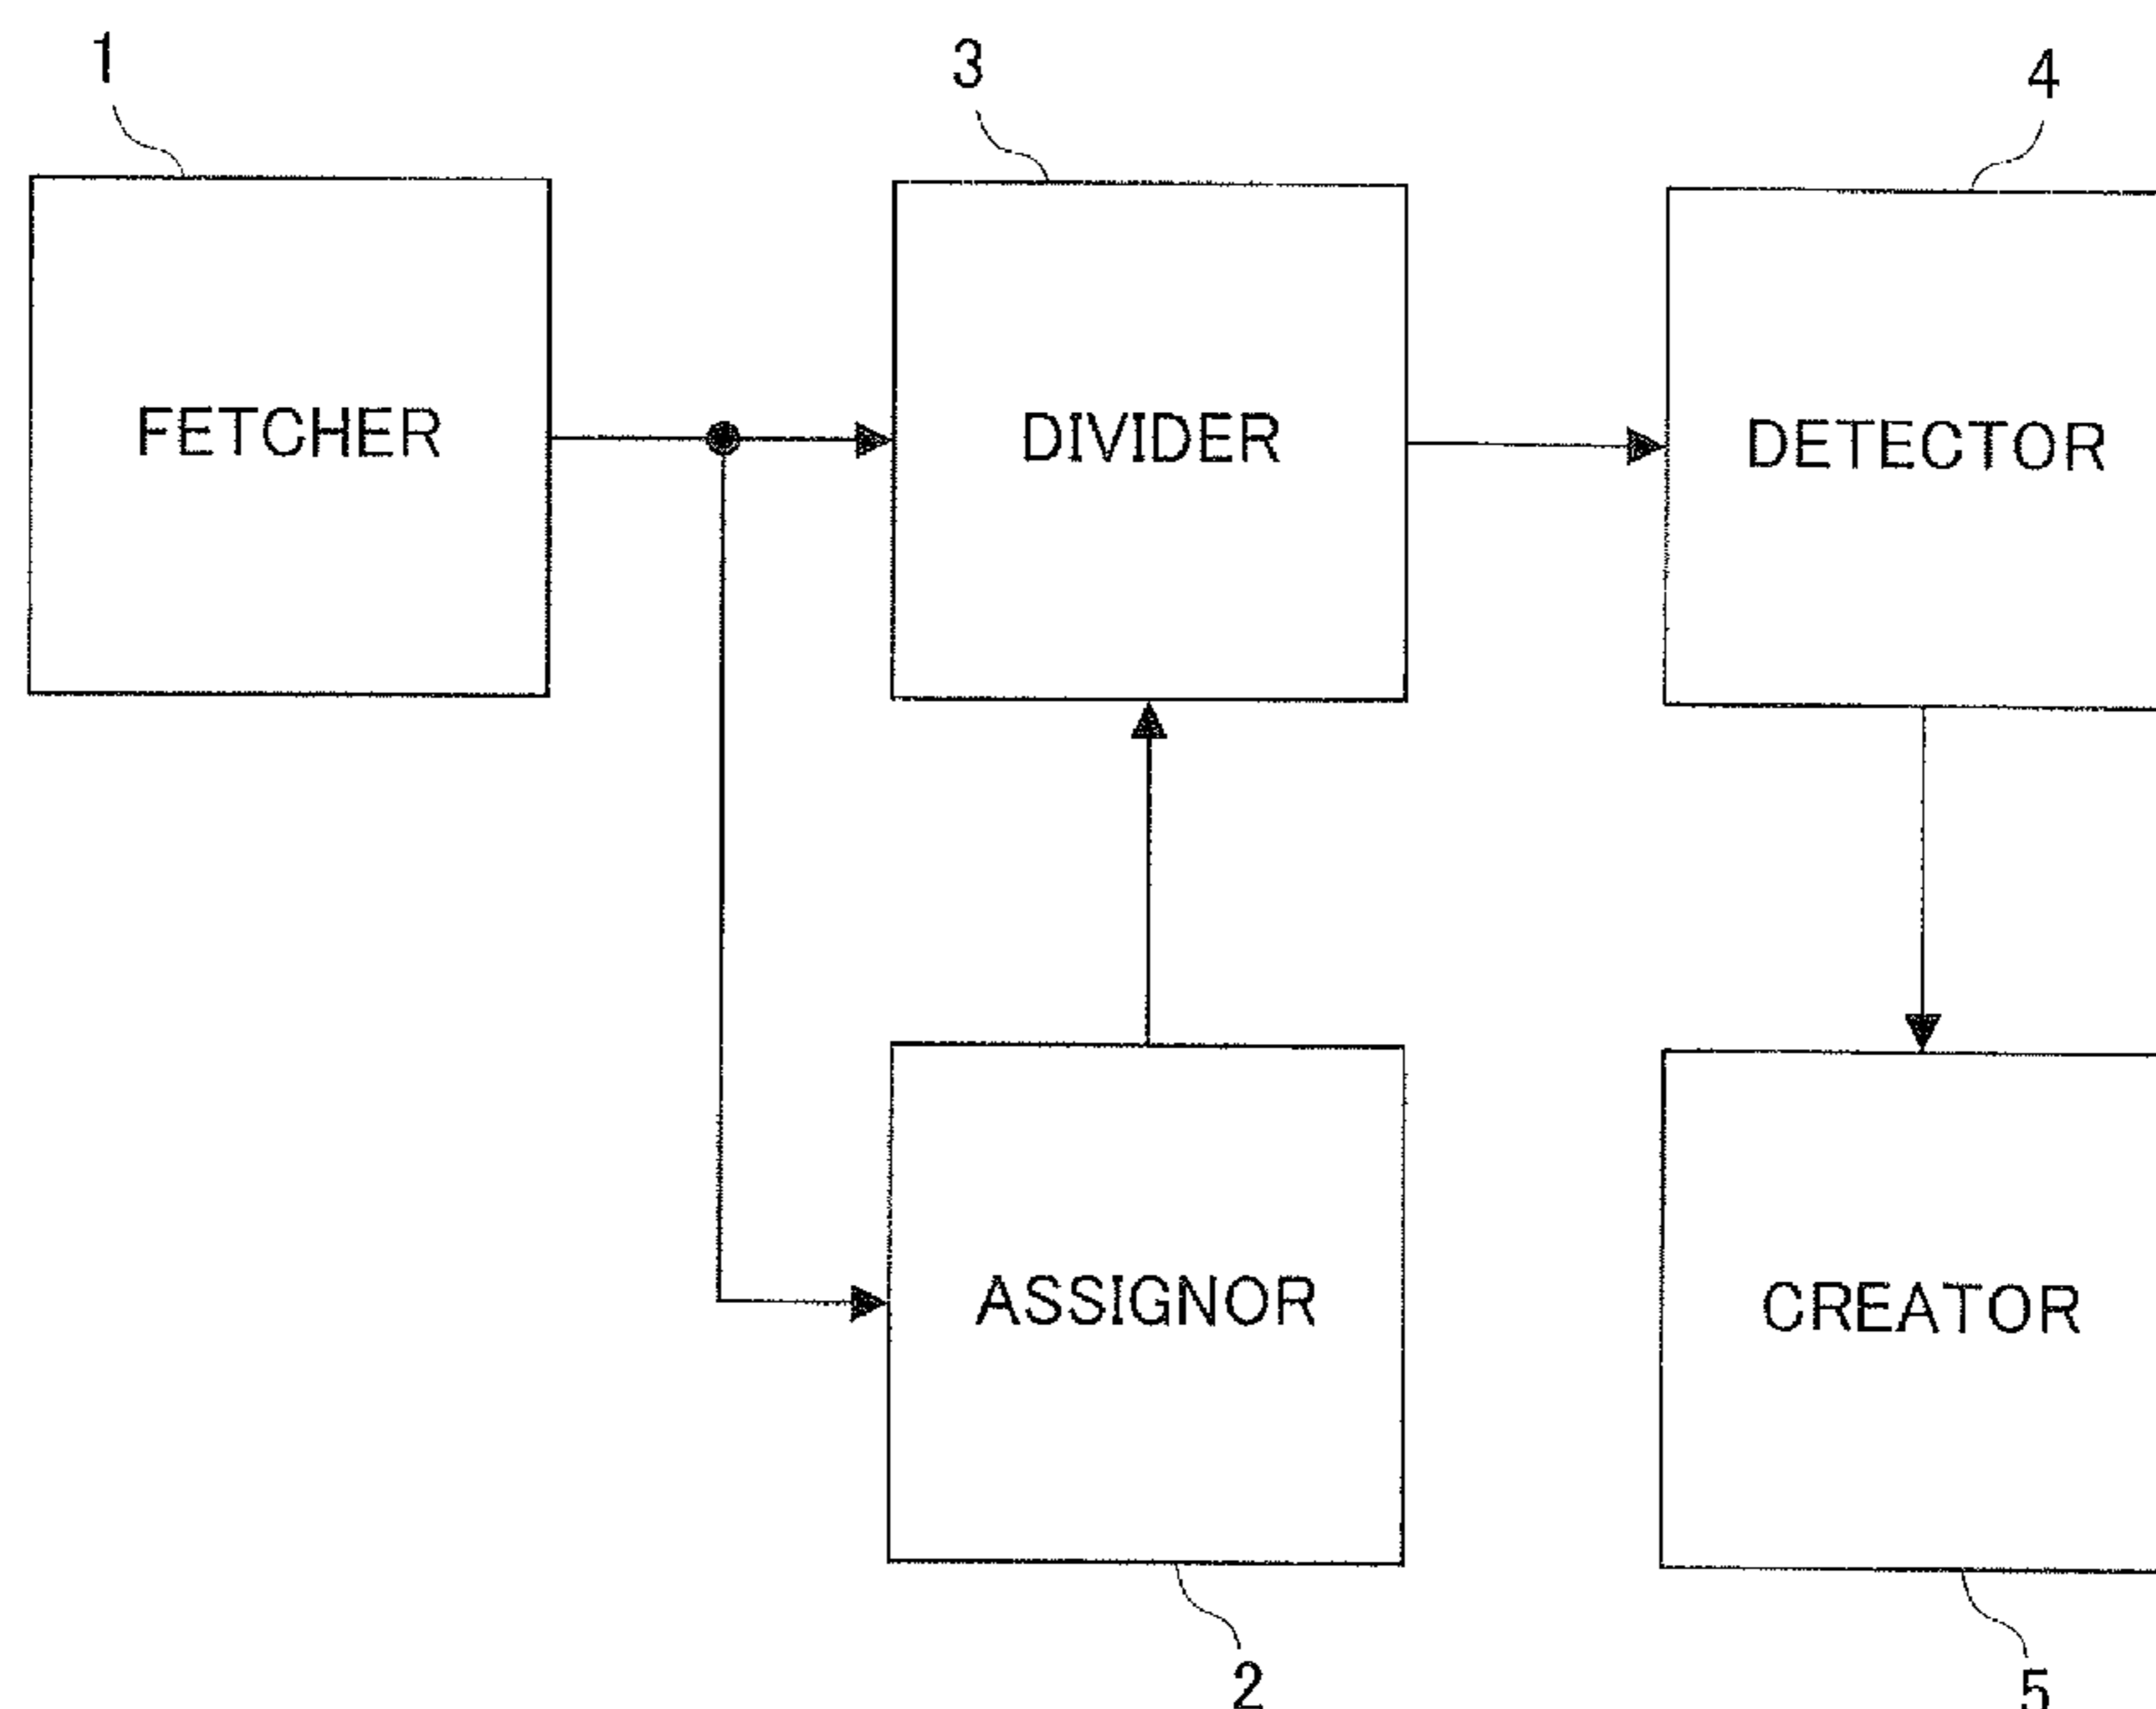 1
3
4
FETCHER
DIVIDER
DETECTOR
ASSIGNOR
CREATOR
2
5